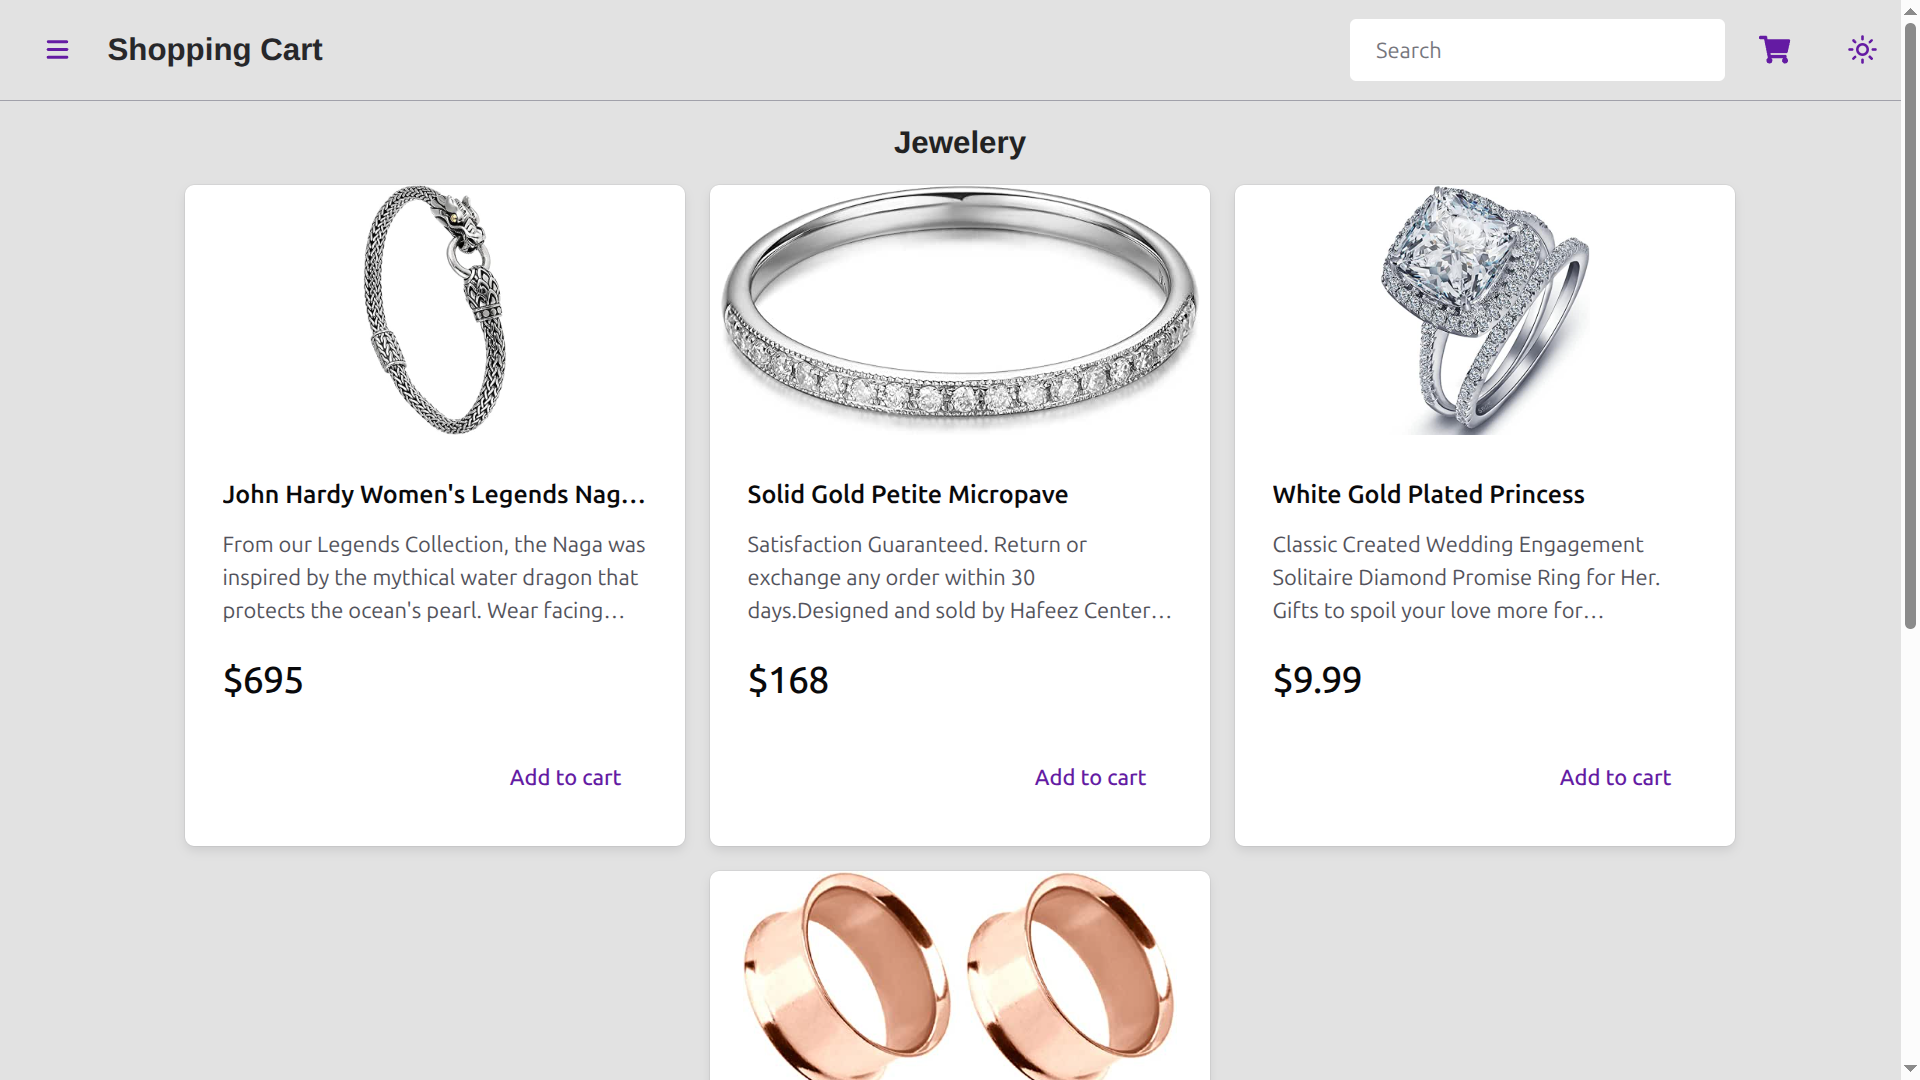 Shopping Cart
Search
Jewelery
John Hardy Women's Legends Nag...
From our Legends Collection, the Naga was
inspired by the mythical water dragon that
protects the ocean's pearl. Wear facing...
$695
Add to cart
Solid Gold Petite Micropave
Satisfaction Guaranteed. Return or
exchange any order within 30
days.Designed and sold by Hafeez Center...
$168
Add to cart
White Gold Plated Princess
Classic Created Wedding Engagement
Solitaire Diamond Promise Ring for Her.
Gifts to spoil your love more for...
$9.99
Add to cart